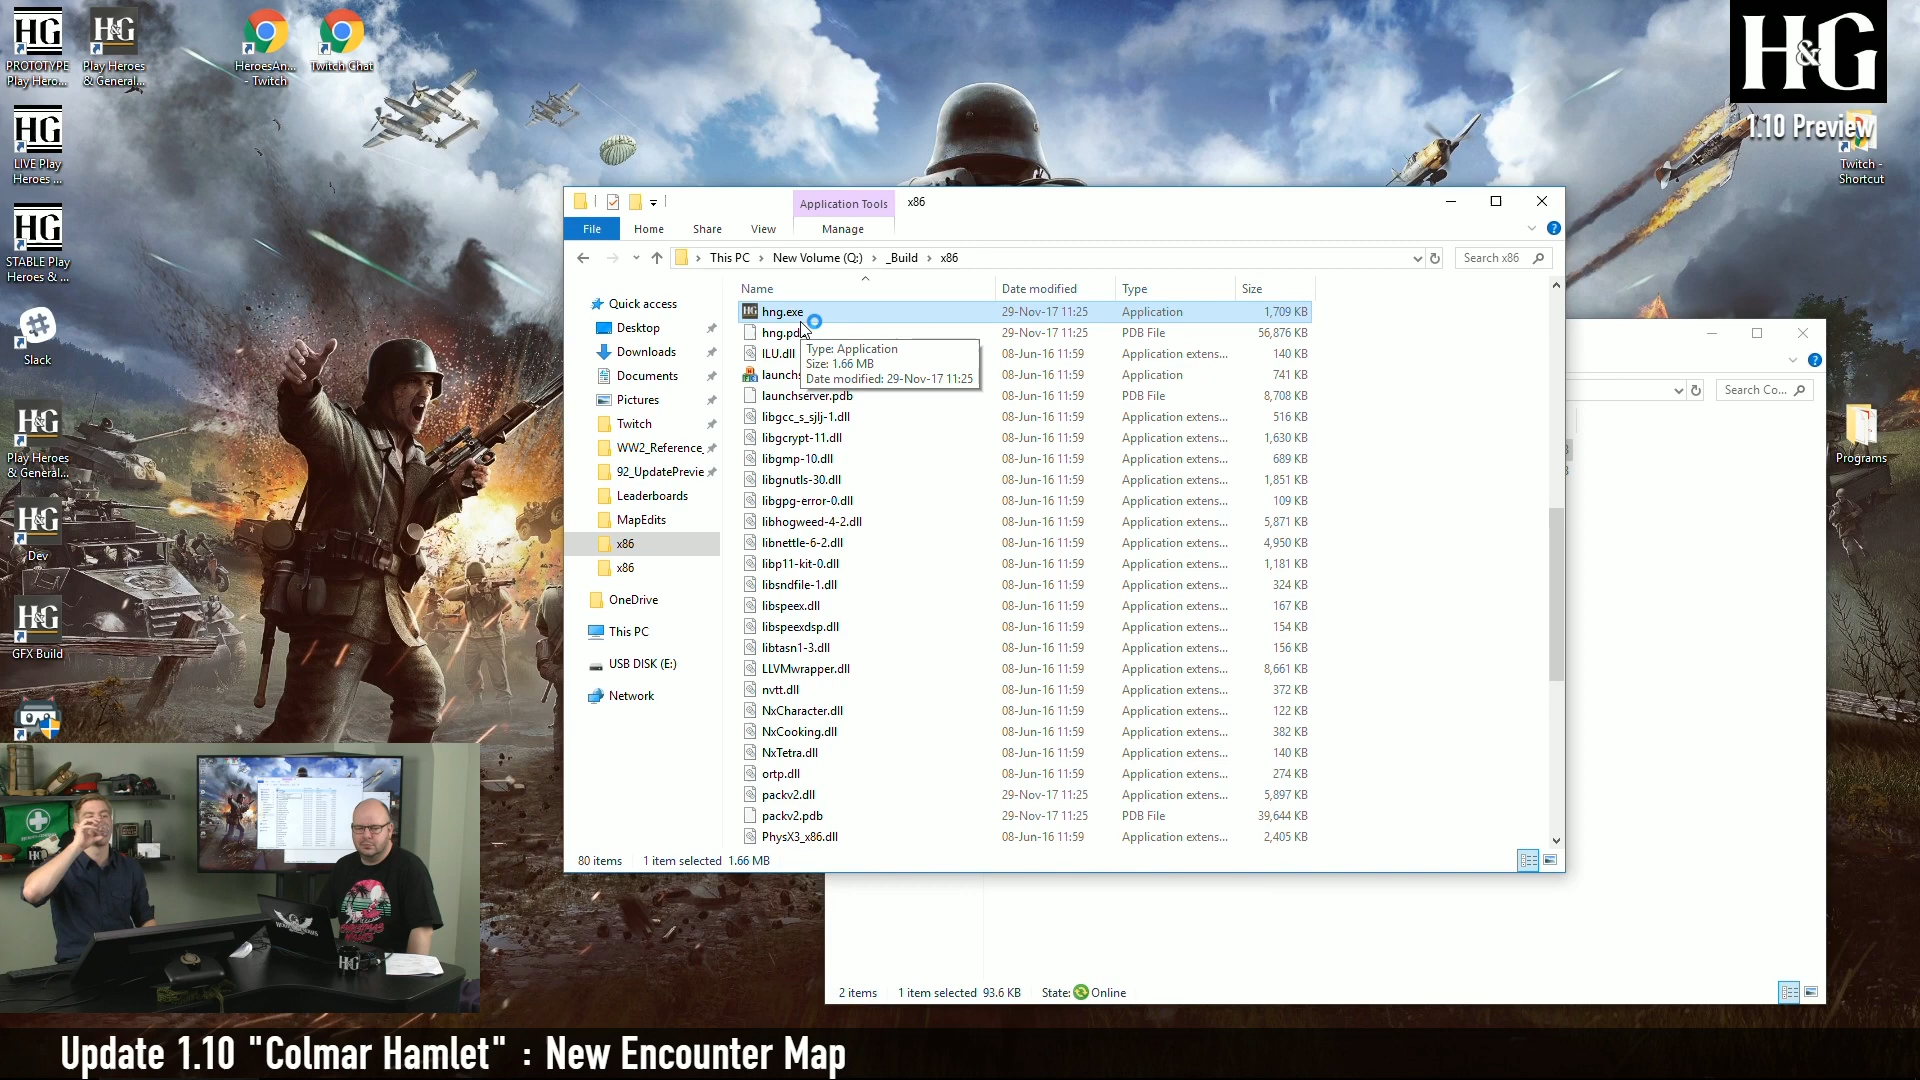 PROTOTYPE
Play Hero...
Play Heroes
& General...
HeroesAn...
- Twitch
Twitch Chat
LIVE Play
Heroes ...
STABLE Play
Heroes & ...
Slack
Play Heroes
& General...
Dev
GFX Build
H&G
1.10 Preview
Twitch -
Shortcut
Programs
Application Tools
x86
File
Home
Share
View
Manage
This PC
New Volume (Q:)
_Build
x86
Search x86
Quick access
Desktop
Downloads
Documents
Pictures
Twitch
WW2_Reference_
92_UpdatePrevie
Leaderboards
MapEdits
x86
x86
OneDrive
This PC
USB DISK (E:)
Network
Name Date modified Type Size
hng.exe 29-Nov-17 11:25 Application 1,709 KB
hng.pd 29-Nov-17 11:25 PDB File 56,876 KB
ILU.dll 08-Jun-16 11:59 Application extens... 140 KB
launchs 08-Jun-16 11:59 Application 741 KB
launchserver.pdb 08-Jun-16 11:59 PDB File 8,708 KB
libgcc_s_sjlj-1.dll 08-Jun-16 11:59 Application extens... 516 KB
libgcrypt-11.dll 08-Jun-16 11:59 Application extens... 1,630 KB
libgmp-10.dll 08-Jun-16 11:59 Application extens... 689 KB
libgnutls-30.dll 08-Jun-16 11:59 Application extens... 1,851 KB
libgpg-error-0.dll 08-Jun-16 11:59 Application extens... 109 KB
libhogweed-4-2.dll 08-Jun-16 11:59 Application extens... 5,871 KB
libnettle-6-2.dll 08-Jun-16 11:59 Application extens... 4,950 KB
libp11-kit-0.dll 08-Jun-16 11:59 Application extens... 1,181 KB
libsndfile-1.dll 08-Jun-16 11:59 Application extens... 324 KB
libspeex.dll 08-Jun-16 11:59 Application extens... 167 KB
libspeexdsp.dll 08-Jun-16 11:59 Application extens... 154 KB
libtasn1-3.dll 08-Jun-16 11:59 Application extens... 156 KB
LLVMwrapper.dll 08-Jun-16 11:59 Application extens... 8,661 KB
nvtt.dll 08-Jun-16 11:59 Application extens... 372 KB
NxCharacter.dll 08-Jun-16 11:59 Application extens... 122 KB
NxCooking.dll 08-Jun-16 11:59 Application extens... 382 KB
NxTetra.dll 08-Jun-16 11:59 Application extens... 140 KB
ortp.dll 08-Jun-16 11:59 Application extens... 274 KB
packv2.dll 29-Nov-17 11:25 Application extens... 5,897 KB
packv2.pdb 29-Nov-17 11:25 PDB File 39,644 KB
PhysX3_x86.dll 08-Jun-16 11:59 Application extens... 2,405 KB
Type: Application
Size: 1.66 MB
Date modified: 29-Nov-17 11:25
80 items 1 item selected 1.66 MB
Search Co...
2 items 1 item selected 93.6 KB State: Online
H&G
Update 1.10 "Colmar Hamlet" : New Encounter Map